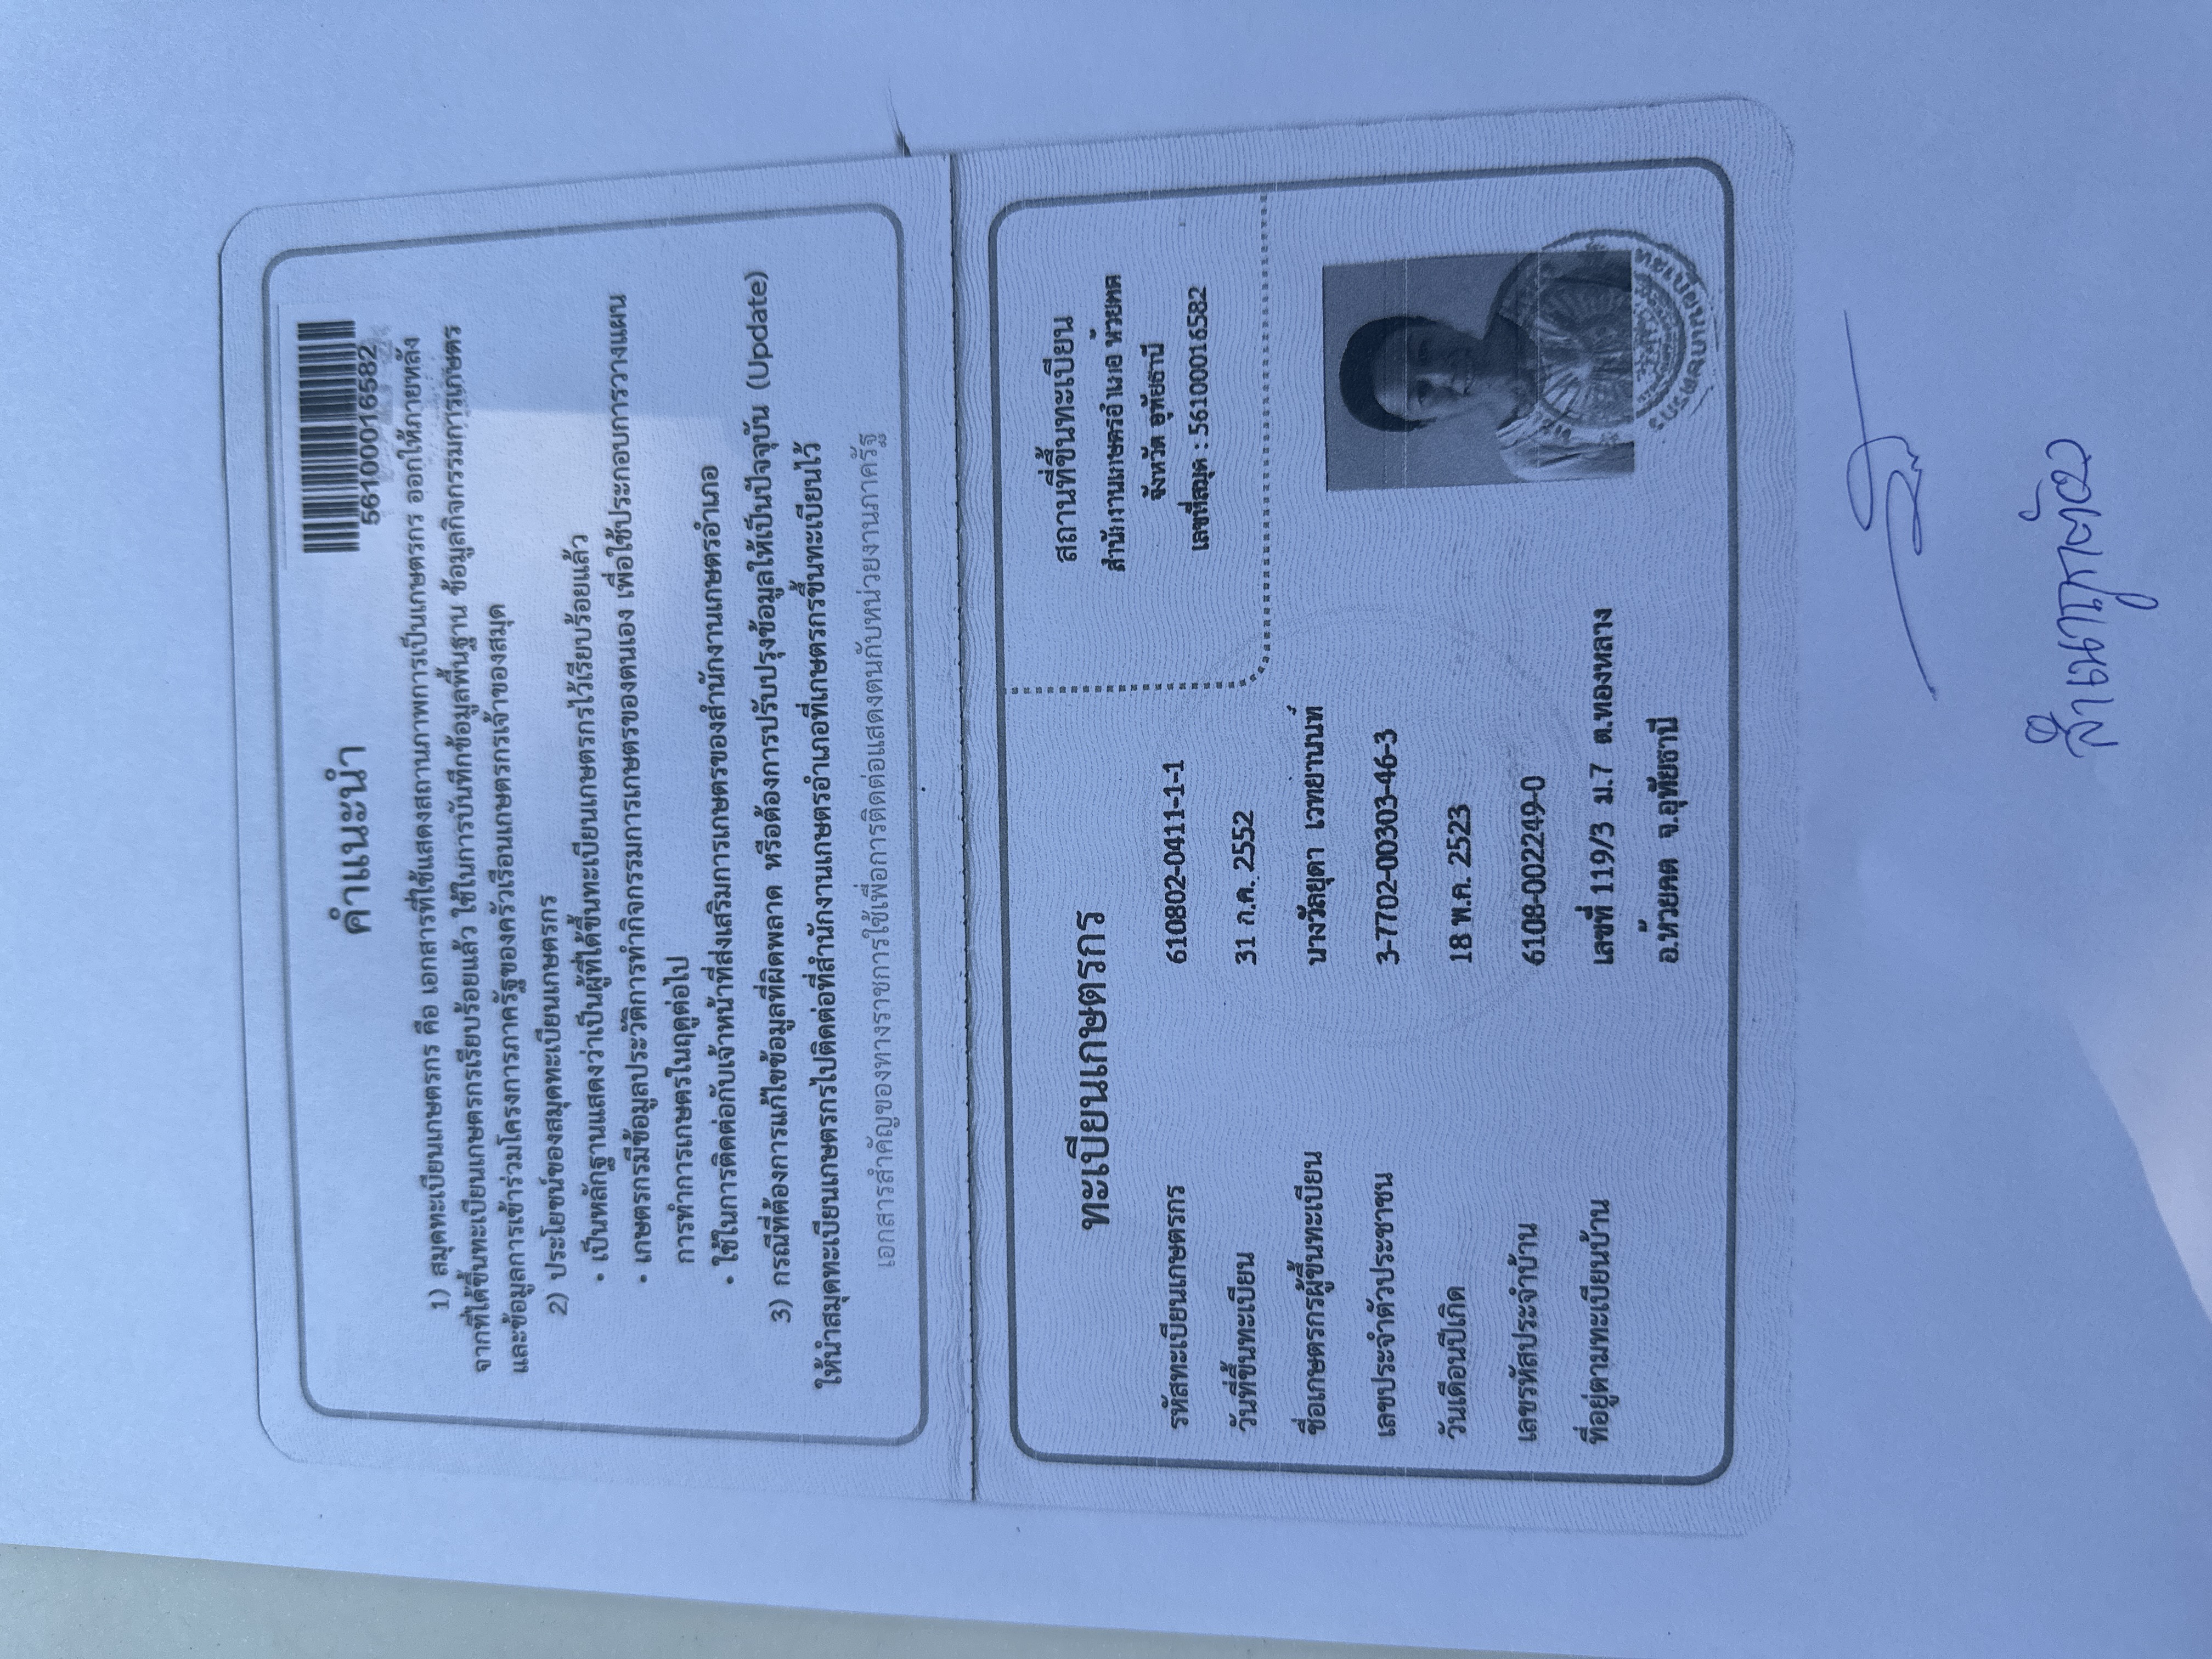 คำแนะนำ
56100016582
1) สมุดทะเบียนเกษตรกร คือ เอกสารที่ใช้แสดงสถานภาพการเป็นเกษตรกร ออกให้ภายหลัง
จากที่ได้ขึ้นทะเบียนเกษตรกรเรียบร้อยแล้ว ใช้ในการบันทึกข้อมูลพื้นฐาน ข้อมูลกิจกรรมการเกษตร
และข้อมูลการเข้าร่วมโครงการภาครัฐของครัวเรือนเกษตรกรเจ้าของสมุด
2) ประโยชน์ของสมุดทะเบียนเกษตรกร
• เป็นหลักฐานแสดงว่าเป็นผู้ที่ได้ขึ้นทะเบียนเกษตรกรไว้เรียบร้อยแล้ว
• เกษตรกรมีข้อมูลประวัติการทำกิจกรรมการเกษตรของตนเอง เพื่อใช้ประกอบการวางแผน
การทำการเกษตรในฤดูต่อไป
• ใช้ในการติดต่อกับเจ้าหน้าที่ส่งเสริมการเกษตรของสำนักงานเกษตรอำเภอ
3) กรณีที่ต้องการแก้ไขข้อมูลที่ผิดพลาด หรือต้องการปรับปรุงข้อมูลให้เป็นปัจจุบัน (Update)
ให้นำสมุดทะเบียนเกษตรกรไปติดต่อที่สำนักงานเกษตรอำเภอที่เกษตรกรขึ้นทะเบียนไว้
เอกสารสำคัญของทางราชการใช้เพื่อการติดต่อแสดงตนกับหน่วยงานภาครัฐ
สถานที่ขึ้นทะเบียน
สำนักงานเกษตรอำเภอ ห้วยคต
จังหวัด อุทัยธานี
เลขที่สมุด : 56100016582
ทะเบียนเกษตรกร
รหัสทะเบียนเกษตรกร 610802-0411-1-1
วันที่ขึ้นทะเบียน 31 ก.ค. 2552
ชื่อเกษตรกรผู้ขึ้นทะเบียน นางวัลยุดา เวทยานนท์
เลขประจำตัวประชาชน 3-7702-00303-46-3
วันเดือนปีเกิด 18 พ.ค. 2523
เลขรหัสประจำบ้าน 6108-002249-0
ที่อยู่ตามทะเบียนบ้าน เลขที่ 119/3 ม.7 ต.ทองหลาง
อ.ห้วยคต จ.อุทัยธานี
สำเนาถูกต้อง